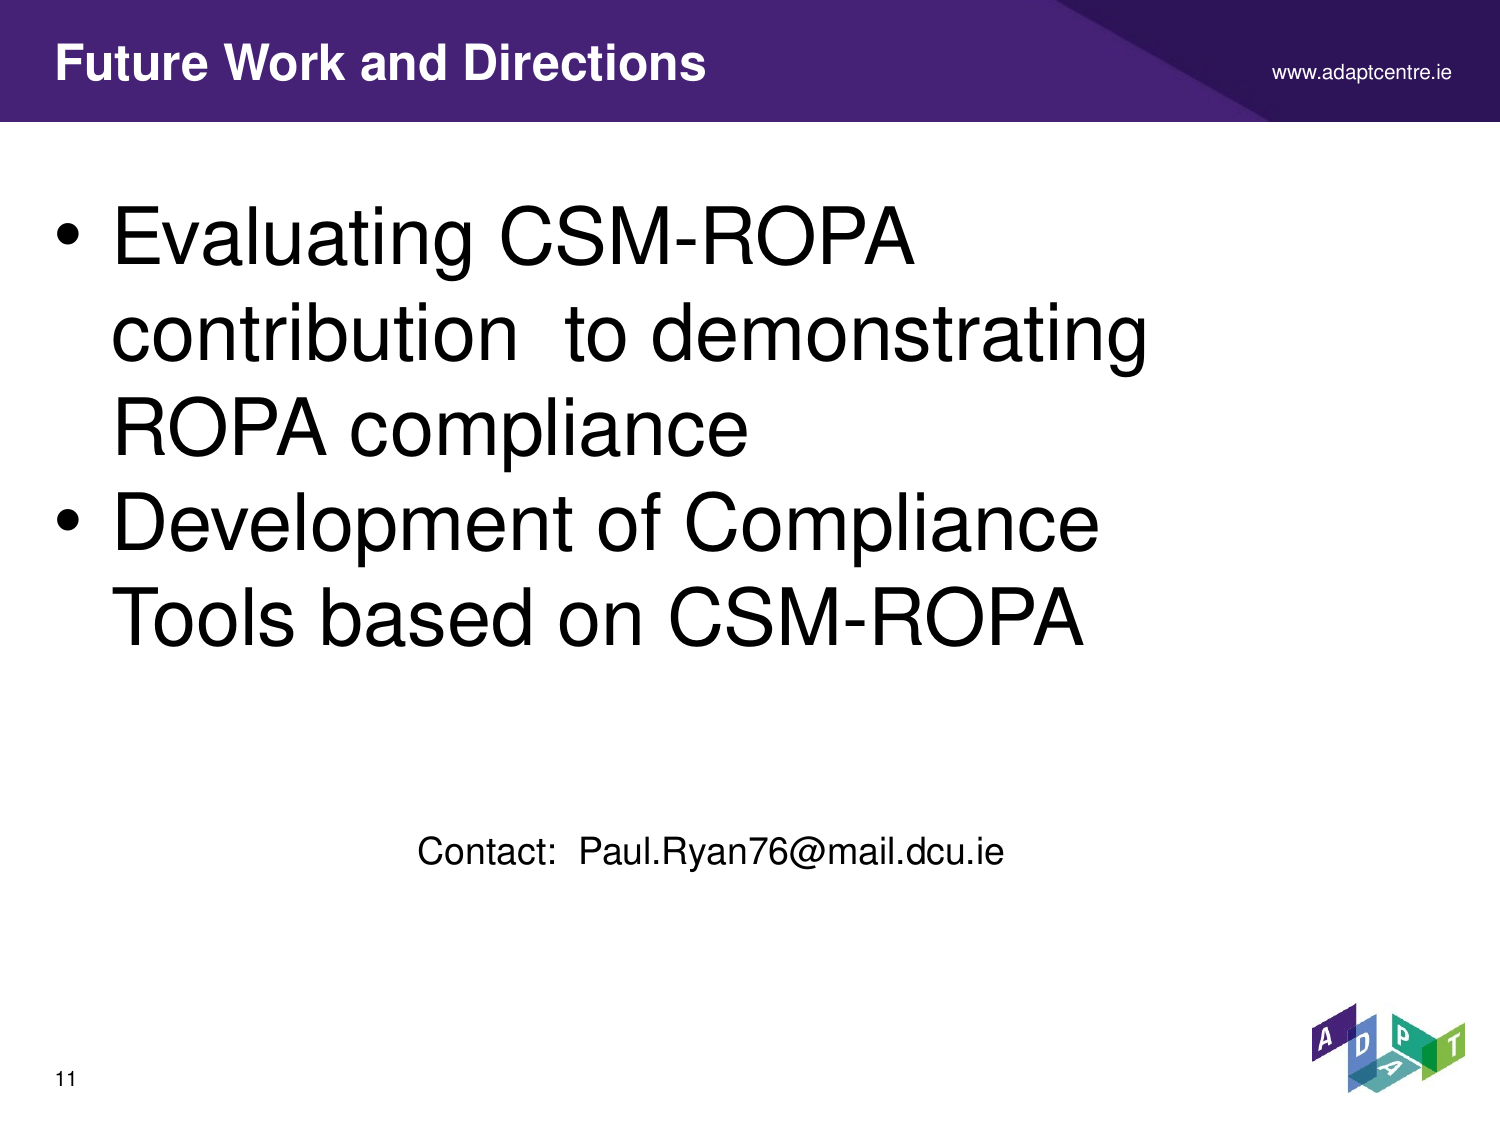 Future Work and Directions
www.adaptcentre.ie
• Evaluating CSM-ROPA
contribution  to demonstrating
ROPA compliance
• Development of Compliance
Tools based on CSM-ROPA
Contact:  Paul.Ryan76@mail.dcu.ie
ADAPT
11